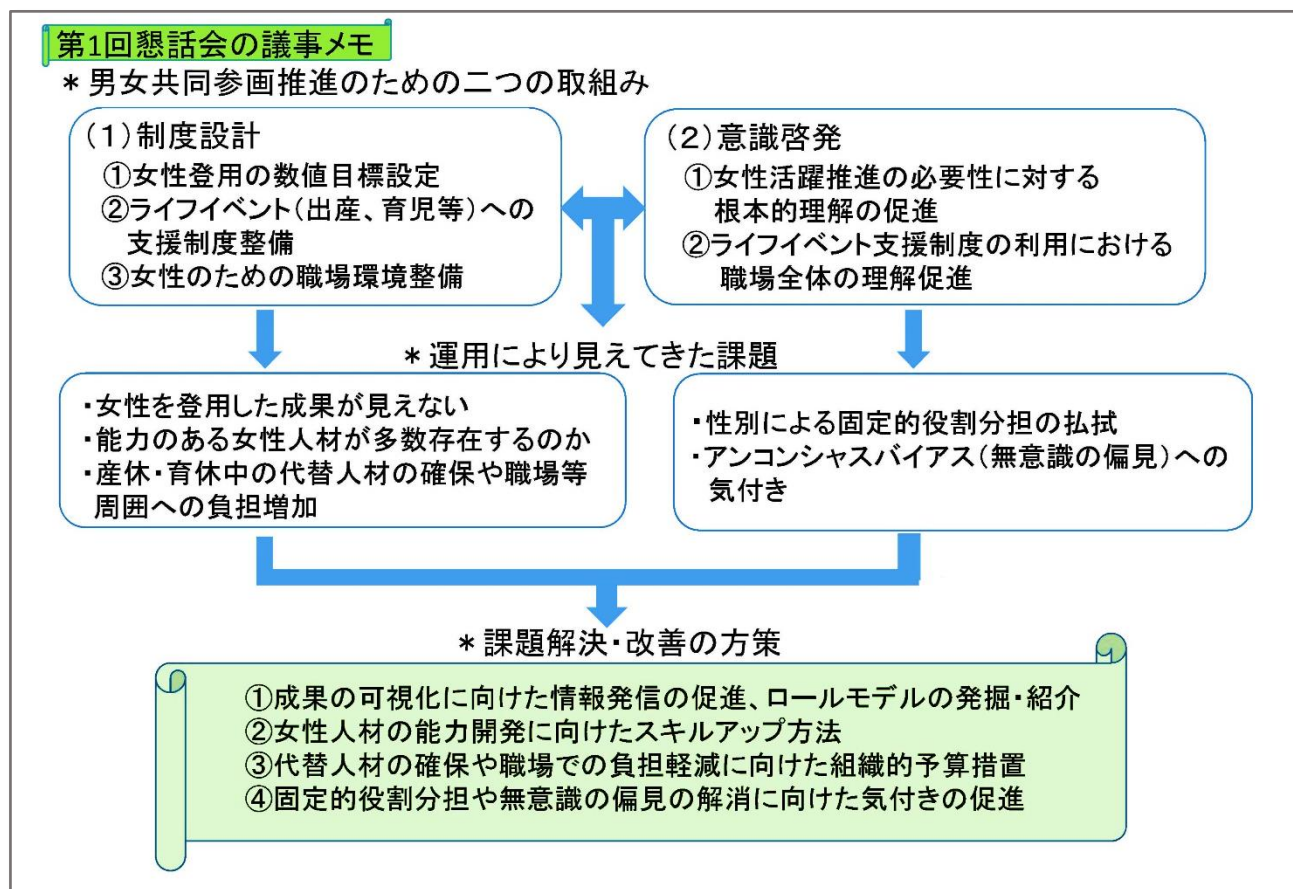 第1回懇話会の議事メモ
＊男女共同参画推進のための二つの取組み
（1）制度設計
①女性登用の数値目標設定
②ライフイベント（出産、育児等）への
支援制度整備
③女性のための職場環境整備
（2）意識啓発
①女性活躍推進の必要性に対する
根本的理解の促進
②ライフイベント支援制度の利用における
職場全体の理解促進
＊運用により見えてきた課題
・女性を登用した成果が見えない
・能力のある女性人材が多数存在するのか
・産休・育休中の代替人材の確保や職場等
周囲への負担増加
・性別による固定的役割分担の払拭
・アンコンシャスバイアス（無意識の偏見）への
気付き
＊課題解決・改善の方策
①成果の可視化に向けた情報発信の促進、ロールモデルの発掘・紹介
②女性人材の能力開発に向けたスキルアップ方法
③代替人材の確保や職場での負担軽減に向けた組織的予算措置
④固定的役割分担や無意識の偏見の解消に向けた気付きの促進